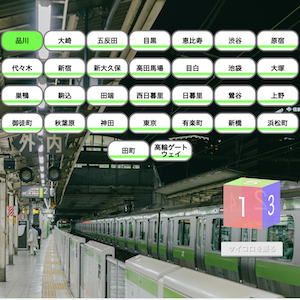 品川 大崎 五反田 目黒 恵比寿 渋谷 原宿
代々木 新宿 新大久保 高田馬場 目白 池袋 大塚
巣鴨 駒込 田端 西日暮里 日暮里 鶯谷 上野
御徒町 秋葉原 神田 東京 有楽町 新橋 浜松町
田町 高輪ゲート
ウェイ
外 内
1 3
サイコロを振る